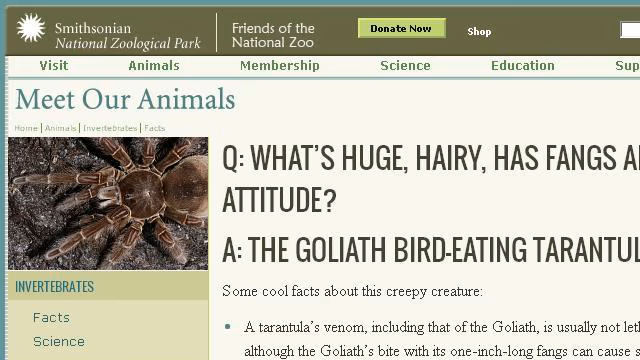 Smithsonian
National Zoological Park
Friends of the
National Zoo
Donate Now
Shop
Visit Animals Membership Science Education Sup
Meet Our Animals
Home | Animals | Invertebrates | Facts
Q: WHAT'S HUGE, HAIRY, HAS FANGS A
ATTITUDE?
A: THE GOLIATH BIRD-EATING TARANTUL
INVERTEBRATES
Some cool facts about this creepy creature:
Facts
Science
• A tarantula's venom, including that of the Goliath, is usually not let
although the Goliath's bite with its one-inch-long fangs can cause s